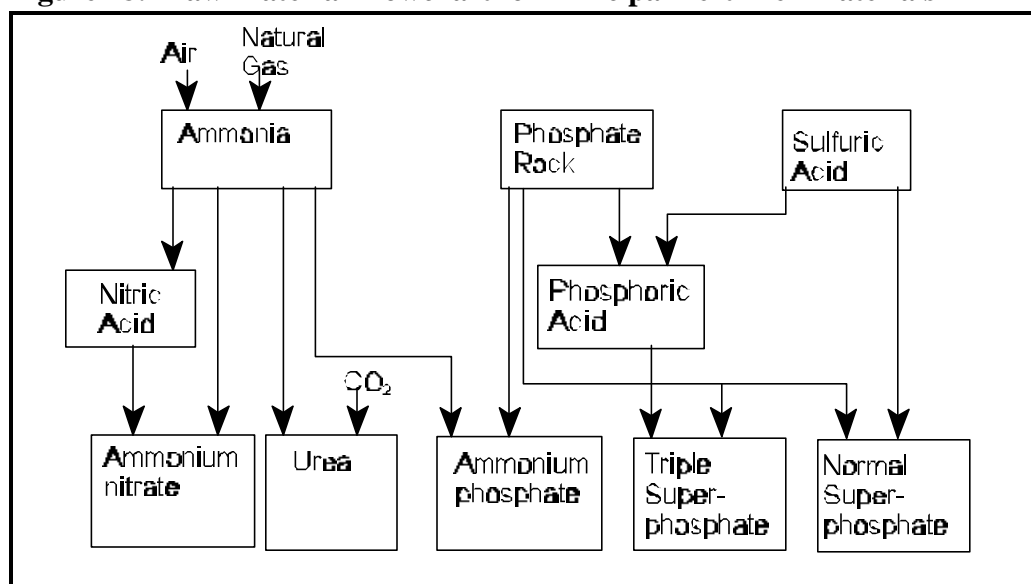 Air
Natural
Gas
Ammonia
Phosphate
Rock
Sulfuric
Acid
Nitric
Acid
Phosphoric
Acid
CO₂
Ammonium
nitrate
Urea
Ammonium
phosphate
Triple
Super-
phosphate
Normal
Super-
phosphate